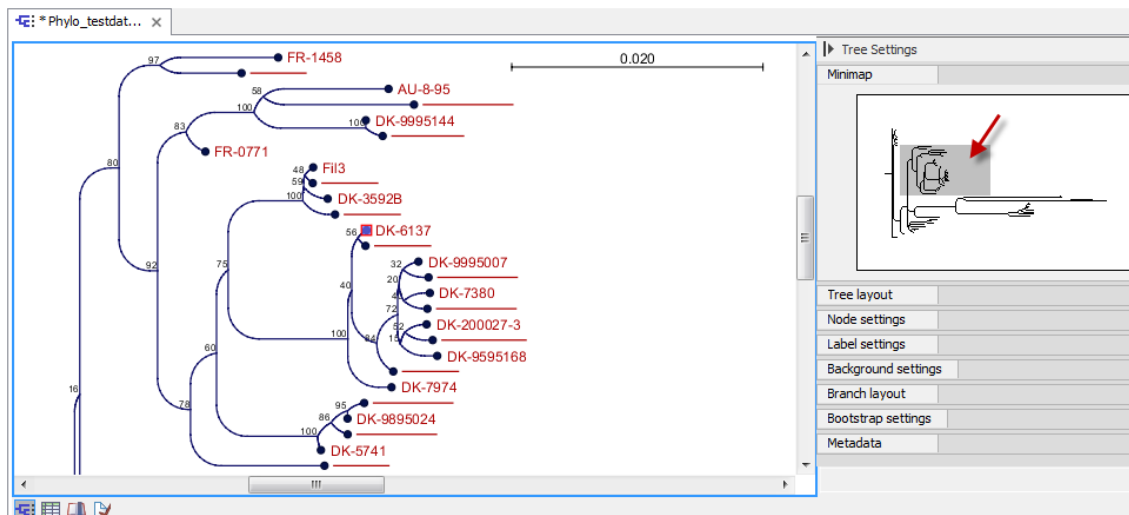 * Phylo_testdat...
Tree Settings
Minimap
0.020
97
FR-1458
58
AU-8-95
100
100
DK-9995144
83
FR-0771
80
48
Fil3
59
100
DK-3592B
56
DK-6137
92
75
32
DK-9995007
20
40
4
DK-7380
72
52
DK-200027-3
100
84
15
DK-9595168
60
DK-7974
16
78
95
86
DK-9895024
100
DK-5741
Tree layout
Node settings
Label settings
Background settings
Branch layout
Bootstrap settings
Metadata